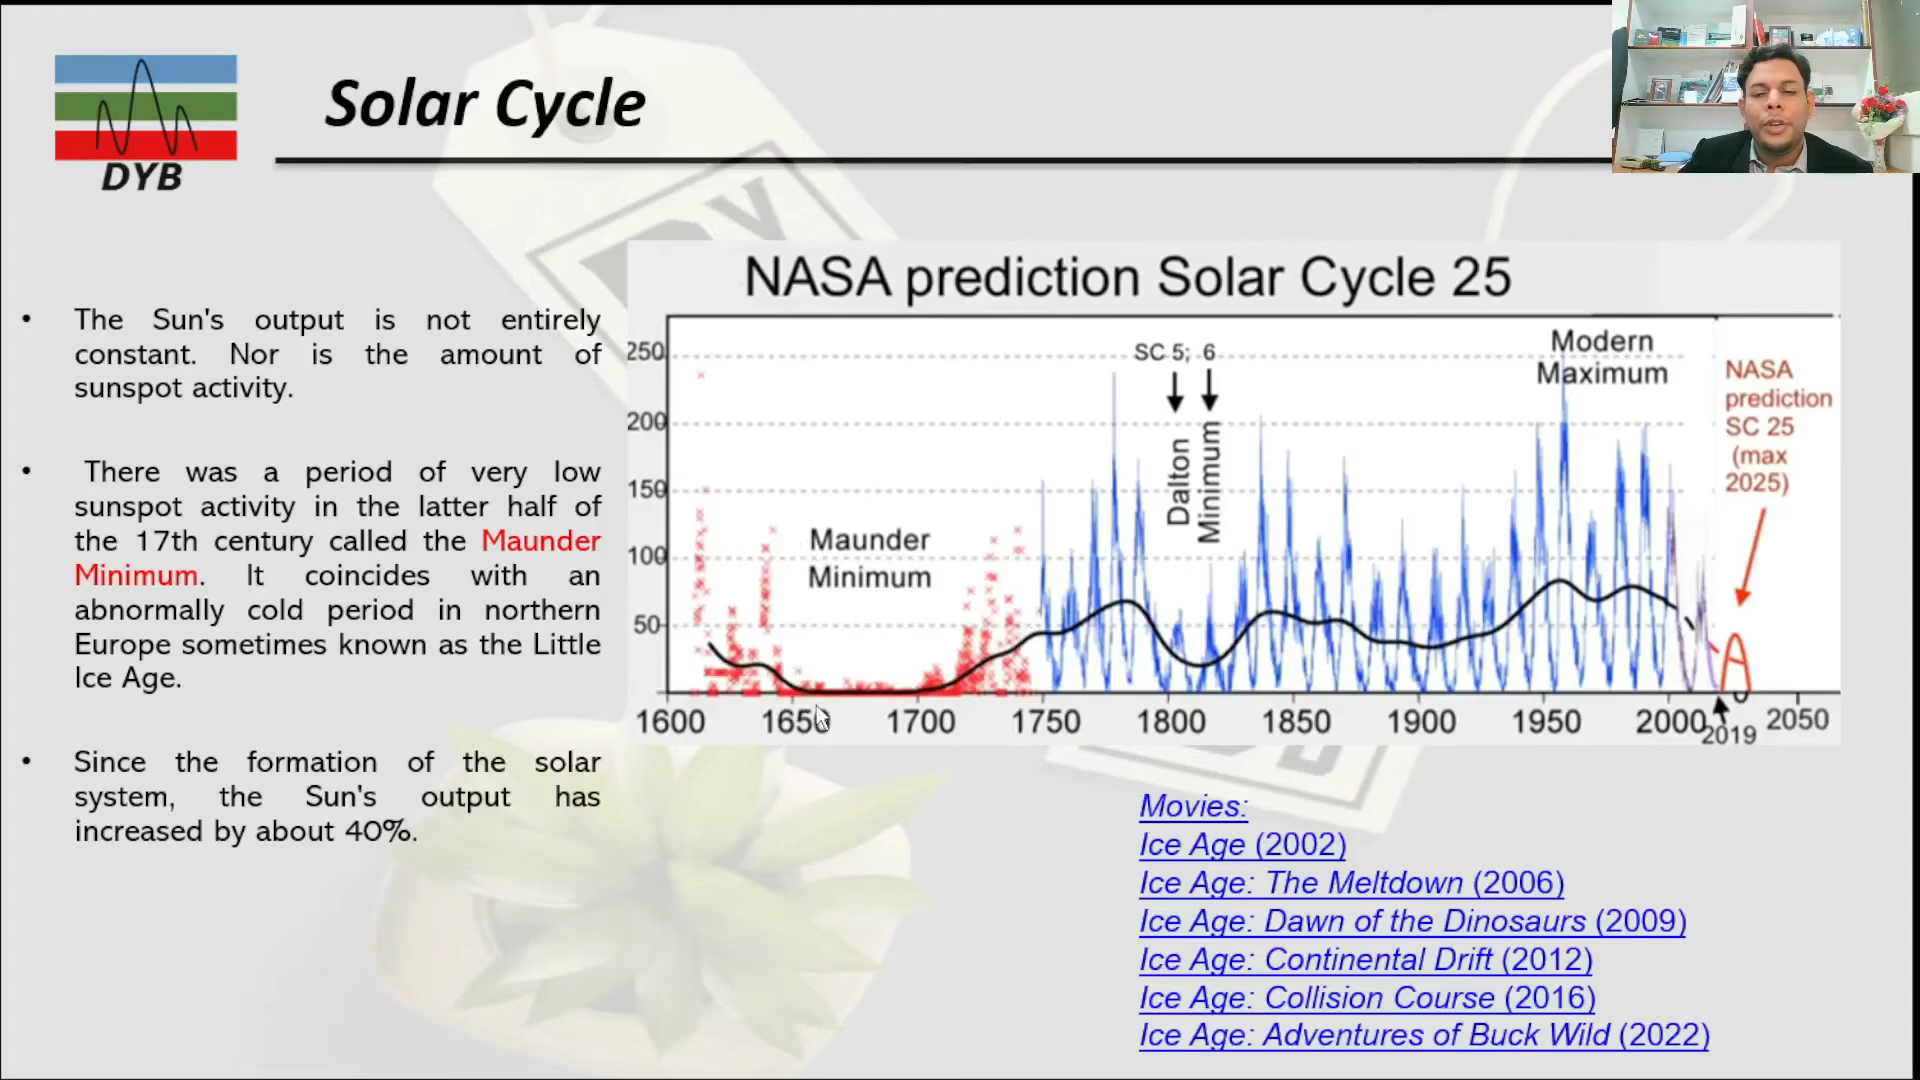 Solar Cycle
DYB
• The Sun's output is not entirely
constant. Nor is the amount of
sunspot activity.
• There was a period of very low
sunspot activity in the latter half of
the 17th century called the Maunder
Minimum. It coincides with an
abnormally cold period in northern
Europe sometimes known as the Little
Ice Age.
• Since the formation of the solar
system, the Sun's output has
increased by about 40%.
NASA prediction Solar Cycle 25
250
200
150
100
50
Maunder
Minimum
SC 5; 6
Dalton
Minimum
Modern
Maximum
NASA
prediction
SC 25
(max
2025)
0
1600 1650 1700 1750 1800 1850 1900 1950 2000 2050
2019
Movies:
Ice Age (2002)
Ice Age: The Meltdown (2006)
Ice Age: Dawn of the Dinosaurs (2009)
Ice Age: Continental Drift (2012)
Ice Age: Collision Course (2016)
Ice Age: Adventures of Buck Wild (2022)